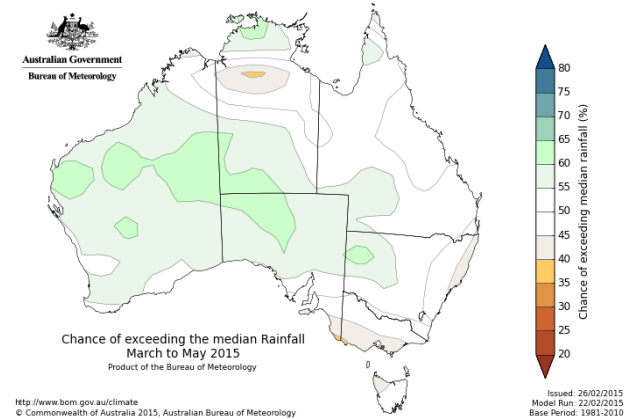 Australian Government
Bureau of Meteorology
80
75
70
65
60
55
50
45
40
35
30
25
20
Chance of exceeding median rainfall (%)
Chance of exceeding the median Rainfall
March to May 2015
Product of the Bureau of Meteorology
http://www.bom.gov.au/climate
© Commonwealth of Australia 2015, Australian Bureau of Meteorology
Issued: 26/02/2015
Model Run: 22/02/2015
Base Period: 1981-2010